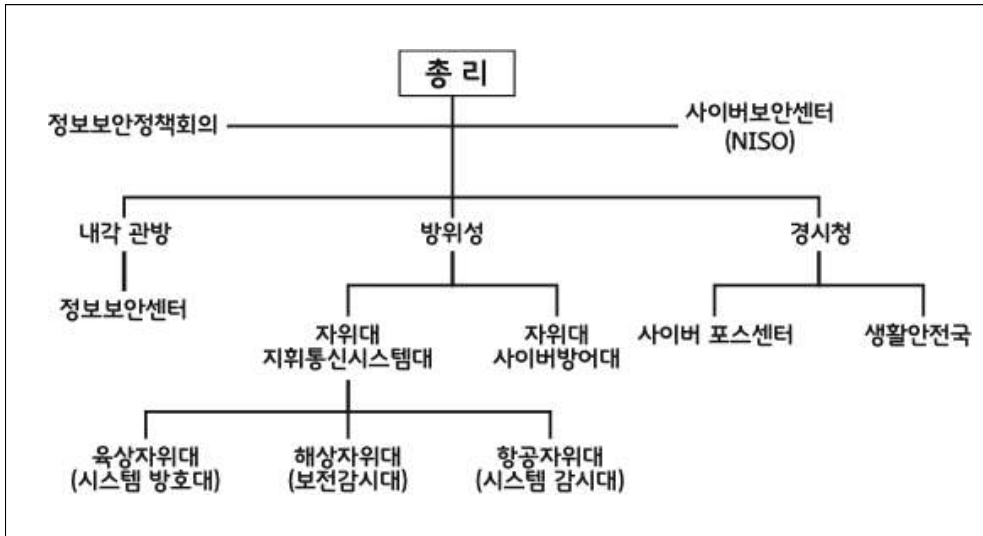 총 리
정보보안정책회의
사이버보안센터
(NISO)
내각 관방
방위성
경시청
정보보안센터
자위대
지휘통신시스템대
자위대
사이버방어대
사이버 포스센터
생활안전국
육상자위대
(시스템 방호대)
해상자위대
(보전감시대)
항공자위대
(시스템 감시대)